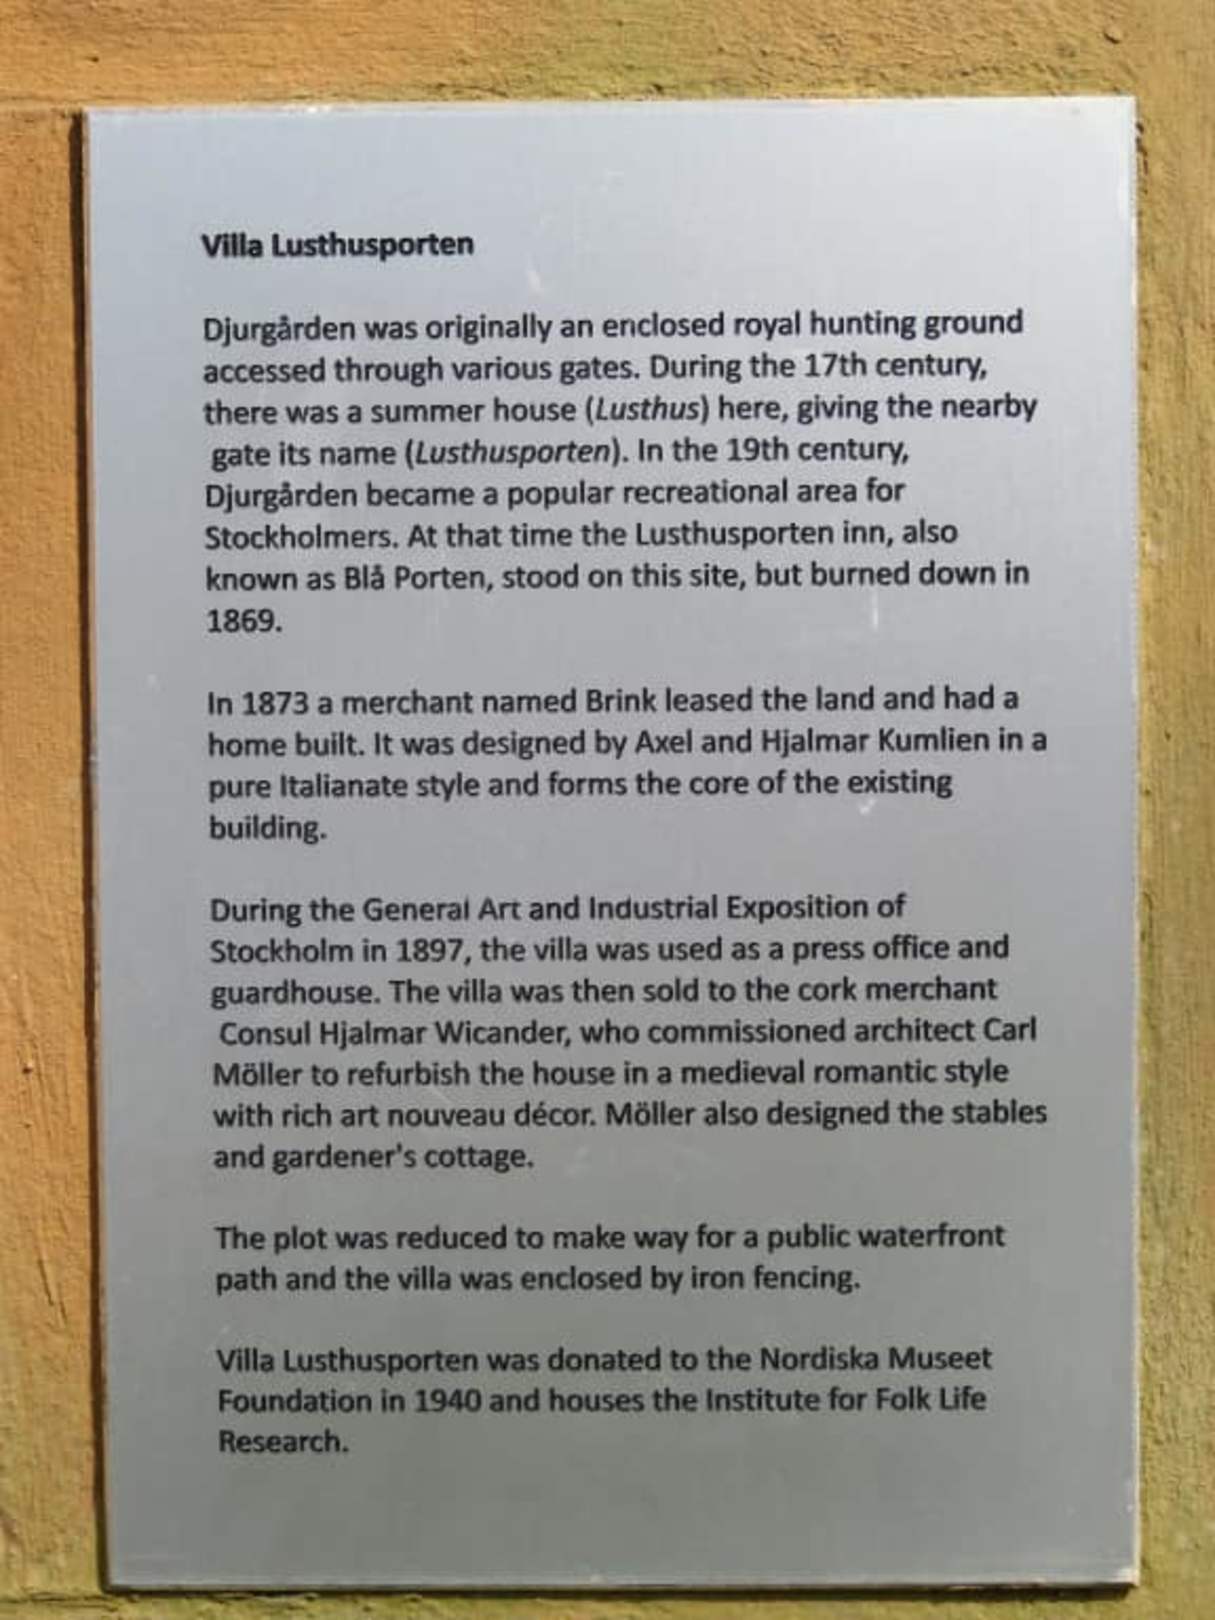 Villa Lusthusporten
Djurgården was originally an enclosed royal hunting ground
accessed through various gates. During the 17th century,
there was a summer house (Lusthus) here, giving the nearby
gate its name (Lusthusporten). In the 19th century,
Djurgården became a popular recreational area for
Stockholmers. At that time the Lusthusporten inn, also
known as Blå Porten, stood on this site, but burned down in
1869.
In 1873 a merchant named Brink leased the land and had a
home built. It was designed by Axel and Hjalmar Kumlien in a
pure Italianate style and forms the core of the existing
building.
During the General Art and Industrial Exposition of
Stockholm in 1897, the villa was used as a press office and
guardhouse. The villa was then sold to the cork merchant
Consul Hjalmar Wicander, who commissioned architect Carl
Möller to refurbish the house in a medieval romantic style
with rich art nouveau décor. Möller also designed the stables
and gardener's cottage.
The plot was reduced to make way for a public waterfront
path and the villa was enclosed by iron fencing.
Villa Lusthusporten was donated to the Nordiska Museet
Foundation in 1940 and houses the Institute for Folk Life
Research.